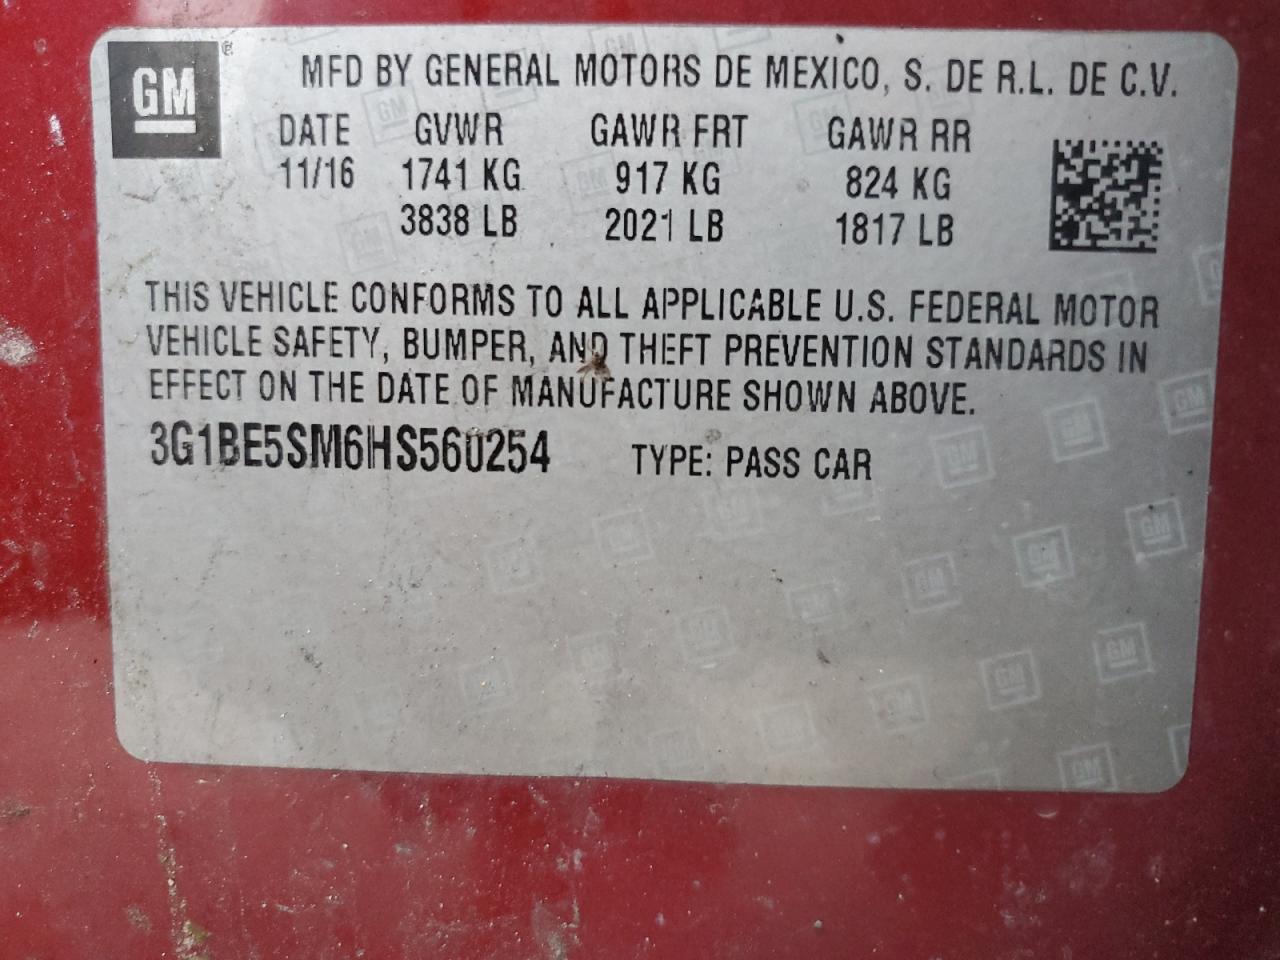 GM ® MFD BY GENERAL MOTORS DE MEXICO, S. DE R.L. DE C.V.
DATE GVWR GAWR FRT GAWR RR
11/16 1741 KG 917 KG 824 KG
3838 LB 2021 LB 1817 LB
THIS VEHICLE CONFORMS TO ALL APPLICABLE U.S. FEDERAL MOTOR
VEHICLE SAFETY, BUMPER, AND THEFT PREVENTION STANDARDS IN
EFFECT ON THE DATE OF MANUFACTURE SHOWN ABOVE.
3G1BE5SM6HS560254 TYPE: PASS CAR